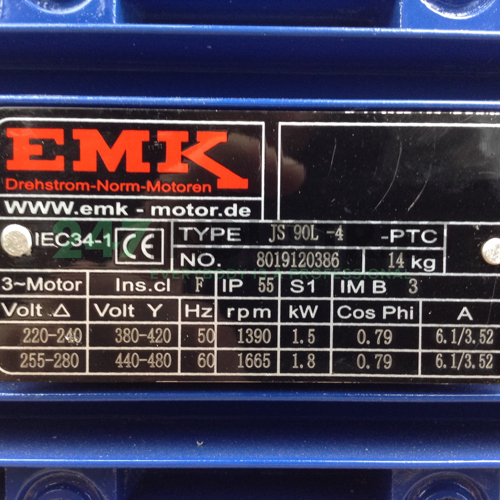 EMK
Drehstrom-Norm-Motoren
WWW.emk - motor.de
IEC34-1 CE TYPE JS 90L -4 -PTC
NO. 8019120386 14 kg
3~Motor Ins.cl F IP 55 S1 IM B 3
Volt Δ Volt Y Hz rpm kW Cos Phi A
220-240 380-420 50 1390 1.5 0.79 6.1/3.52
255-280 440-480 60 1665 1.8 0.79 6.1/3.52
247